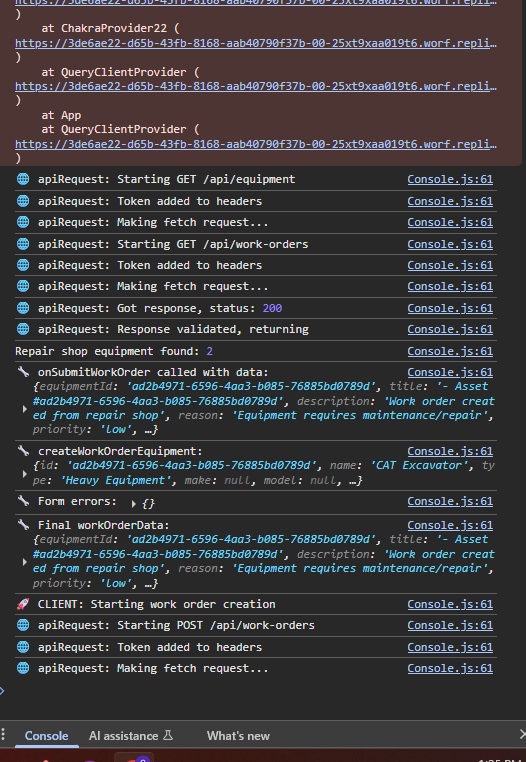 https://3de6ae22-d65b-43fb-8168-aab40790f37b-00-25xt9xaa019t6.worf.repli…
)
at ChakraProvider22 (
https://3de6ae22-d65b-43fb-8168-aab40790f37b-00-25xt9xaa019t6.worf.repli…
)
at QueryClientProvider (
https://3de6ae22-d65b-43fb-8168-aab40790f37b-00-25xt9xaa019t6.worf.repli…
)
at App
at QueryClientProvider (
https://3de6ae22-d65b-43fb-8168-aab40790f37b-00-25xt9xaa019t6.worf.repli…
)
🌐 apiRequest: Starting GET /api/equipment Console.js:61
🌐 apiRequest: Token added to headers Console.js:61
🌐 apiRequest: Making fetch request... Console.js:61
🌐 apiRequest: Starting GET /api/work-orders Console.js:61
🌐 apiRequest: Token added to headers Console.js:61
🌐 apiRequest: Making fetch request... Console.js:61
🌐 apiRequest: Got response, status: 200 Console.js:61
🌐 apiRequest: Response validated, returning Console.js:61
Repair shop equipment found: 2 Console.js:61
🔧 onSubmitWorkOrder called with data: Console.js:61
{equipmentId: 'ad2b4971-6596-4aa3-b085-76885bd0789d', title: '- Asset
#ad2b4971-6596-4aa3-b085-76885bd0789d', description: 'Work order creat
ed from repair shop', reason: 'Equipment requires maintenance/repair',
priority: 'low', …}
🔧 createWorkOrderEquipment: Console.js:61
{id: 'ad2b4971-6596-4aa3-b085-76885bd0789d', name: 'CAT Excavator', ty
pe: 'Heavy Equipment', make: null, model: null, …}
🔧 Form errors: ▸ {} Console.js:61
🔧 Final workOrderData: Console.js:61
{equipmentId: 'ad2b4971-6596-4aa3-b085-76885bd0789d', title: '- Asset
#ad2b4971-6596-4aa3-b085-76885bd0789d', description: 'Work order creat
ed from repair shop', reason: 'Equipment requires maintenance/repair',
priority: 'low', …}
🚀 CLIENT: Starting work order creation Console.js:61
🌐 apiRequest: Starting POST /api/work-orders Console.js:61
🌐 apiRequest: Token added to headers Console.js:61
🌐 apiRequest: Making fetch request... Console.js:61
Console AI assistance What's new